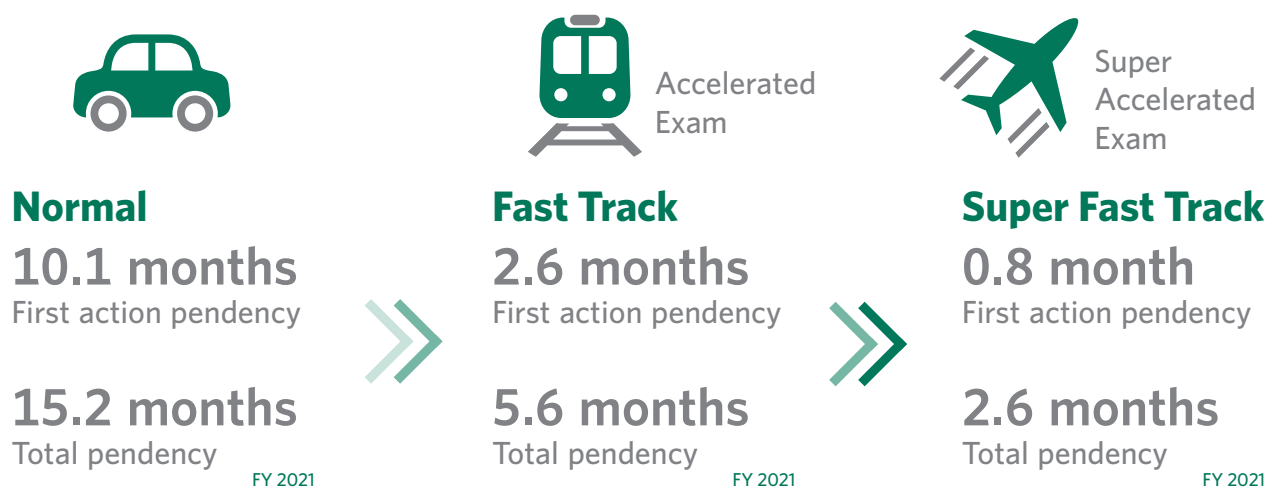 Normal
10.1 months
First action pendency
15.2 months
Total pendency
FY 2021
Accelerated
Exam
Fast Track
2.6 months
First action pendency
5.6 months
Total pendency
FY 2021
Super
Accelerated
Exam
Super Fast Track
0.8 month
First action pendency
2.6 months
Total pendency
FY 2021